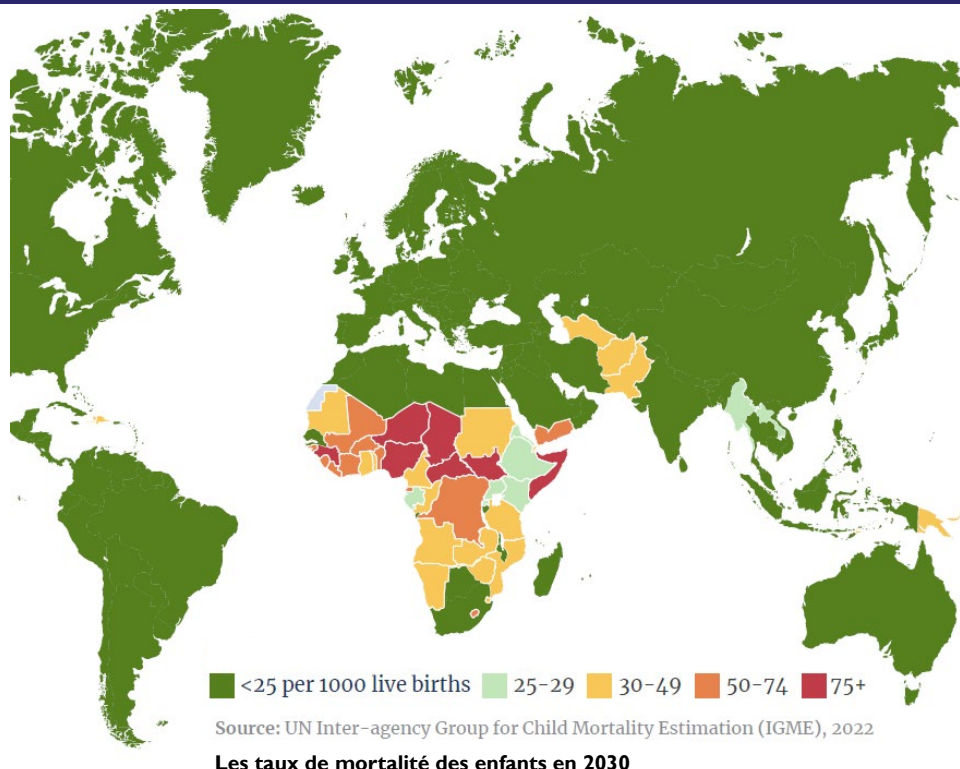 <25 per 1000 live births 25-29 30-49 50-74 75+
Source: UN Inter-agency Group for Child Mortality Estimation (IGME), 2022
Les taux de mortalité des enfants en 2030